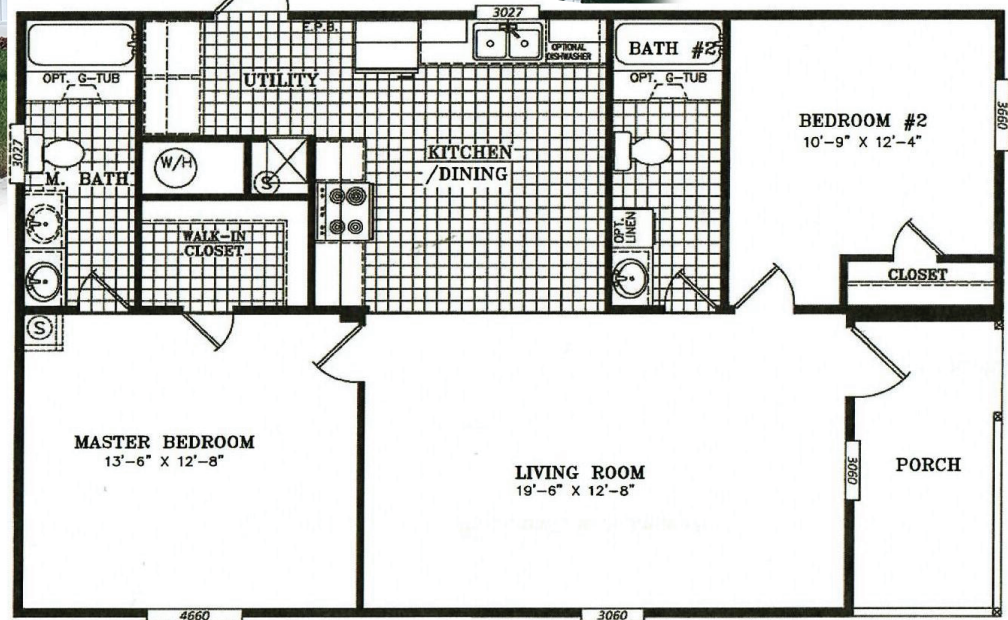 3027
E.P.B.
OPTIONAL
DISHWASHER
BATH #2
OPT. G-TUB
UTILITY
OPT. G-TUB
BEDROOM #2
10'-9" X 12'-4"
3660
3027
KITCHEN
/DINING
W/H
M. BATH
S
OPT.
LINEN
WALK-IN
CLOSET
CLOSET
S
MASTER BEDROOM
13'-6" X 12'-8"
LIVING ROOM
19'-6" X 12'-8"
3060
PORCH
4660
3060